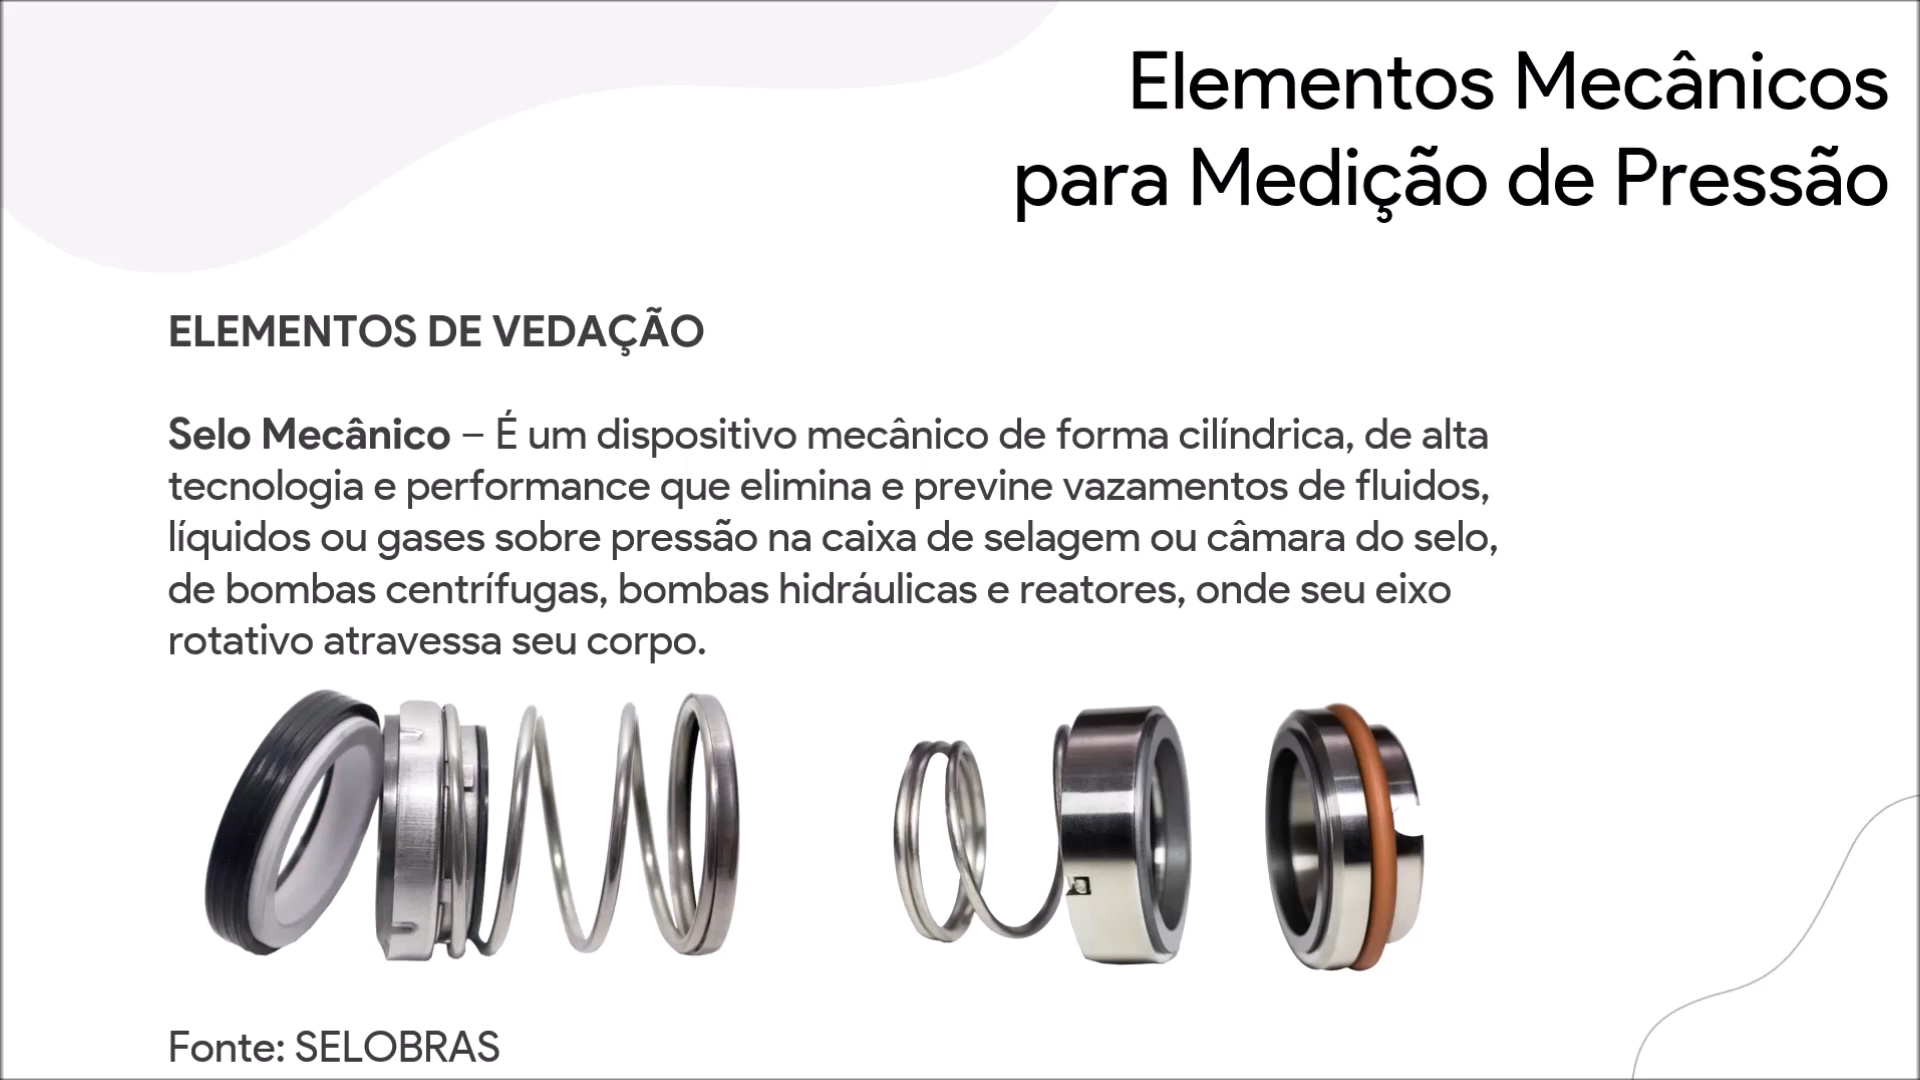 Elementos Mecânicos
para Medição de Pressão
ELEMENTOS DE VEDAÇÃO
Selo Mecânico – É um dispositivo mecânico de forma cilíndrica, de alta
tecnologia e performance que elimina e previne vazamentos de fluidos,
líquidos ou gases sobre pressão na caixa de selagem ou câmara do selo,
de bombas centrífugas, bombas hidráulicas e reatores, onde seu eixo
rotativo atravessa seu corpo.
Fonte: SELOBRAS